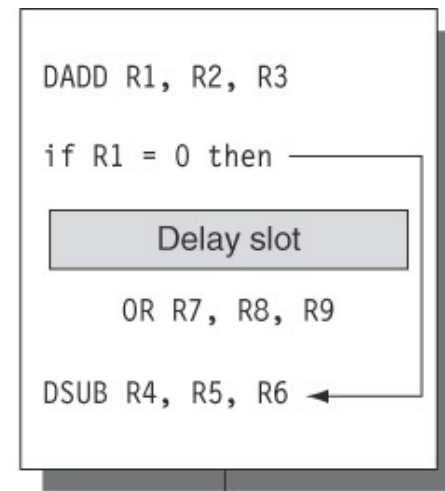 DADD R1, R2, R3
if R1 = 0 then
Delay slot
OR R7, R8, R9
DSUB R4, R5, R6